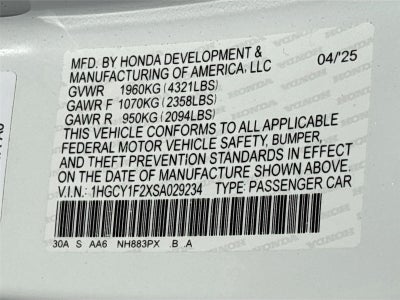 MFD. BY HONDA DEVELOPMENT & 04/'25
MANUFACTURING OF AMERICA, LLC
GVWR 1960KG (4321LBS)
GAWR F 1070KG (2358LBS)
GAWR R 950KG (2094LBS)
THIS VEHICLE CONFORMS TO ALL APPLICABLE
FEDERAL MOTOR VEHICLE SAFETY, BUMPER,
AND THEFT PREVENTION STANDARDS IN EFFECT
ON THE DATE OF MANUFACTURE SHOWN ABOVE.
V.I.N.: 1HGCY1F2XSA029234 TYPE: PASSENGER CAR
30A S AA6 NH883PX .B .A